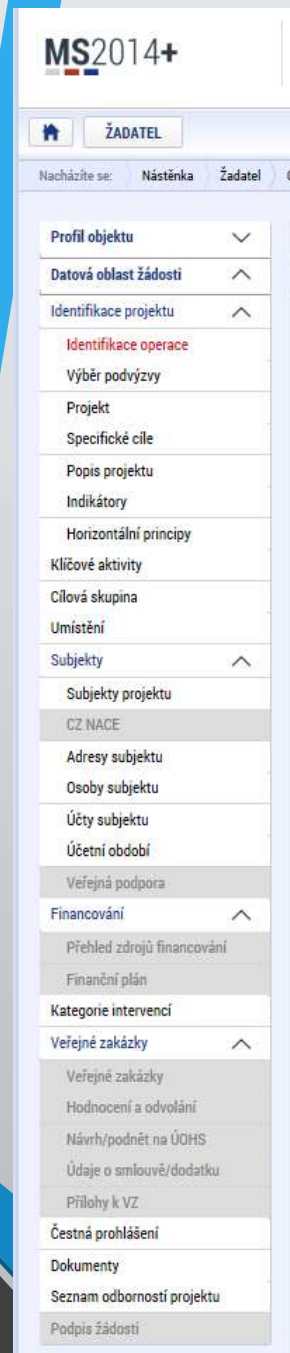 MS2014+
ŽADATEL
Nacházíte se: Nástěnka Žadatel
Profil objektu
Datová oblast žádosti
Identifikace projektu
Identifikace operace
Výběr podvýzvy
Projekt
Specifické cíle
Popis projektu
Indikátory
Horizontální principy
Klíčové aktivity
Cílová skupina
Umístění
Subjekty
Subjekty projektu
CZ NACE
Adresy subjektu
Osoby subjektu
Účty subjektu
Účetní období
Veřejná podpora
Financování
Přehled zdrojů financování
Finanční plán
Kategorie intervencí
Veřejné zakázky
Veřejné zakázky
Hodnocení a odvolání
Návrh/podnět na ÚOHS
Údaje o smlouvě/dodatku
Přílohy k VZ
Čestná prohlášení
Dokumenty
Seznam odborností projektu
Podpis žádosti